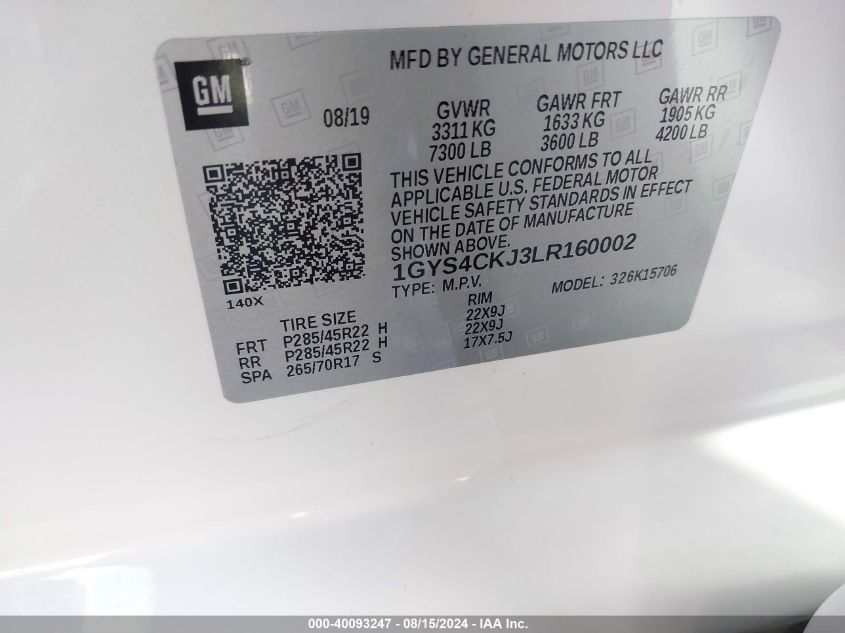 GM
MFD BY GENERAL MOTORS LLC
08/19
GVWR
3311 KG
7300 LB
GAWR FRT
1633 KG
3600 LB
GAWR RR
1905 KG
4200 LB
THIS VEHICLE CONFORMS TO ALL
APPLICABLE U.S. FEDERAL MOTOR
VEHICLE SAFETY STANDARDS IN EFFECT
ON THE DATE OF MANUFACTURE
SHOWN ABOVE.
1GYS4CKJ3LR160002
TYPE: M.P.V. MODEL: 326K15706
140X
TIRE SIZE RIM
FRT P285/45R22 H 22X9J
RR P285/45R22 H 22X9J
SPA 265/70R17 S 17X7.5J
000-40093247 - 08/15/2024 - IAA Inc.